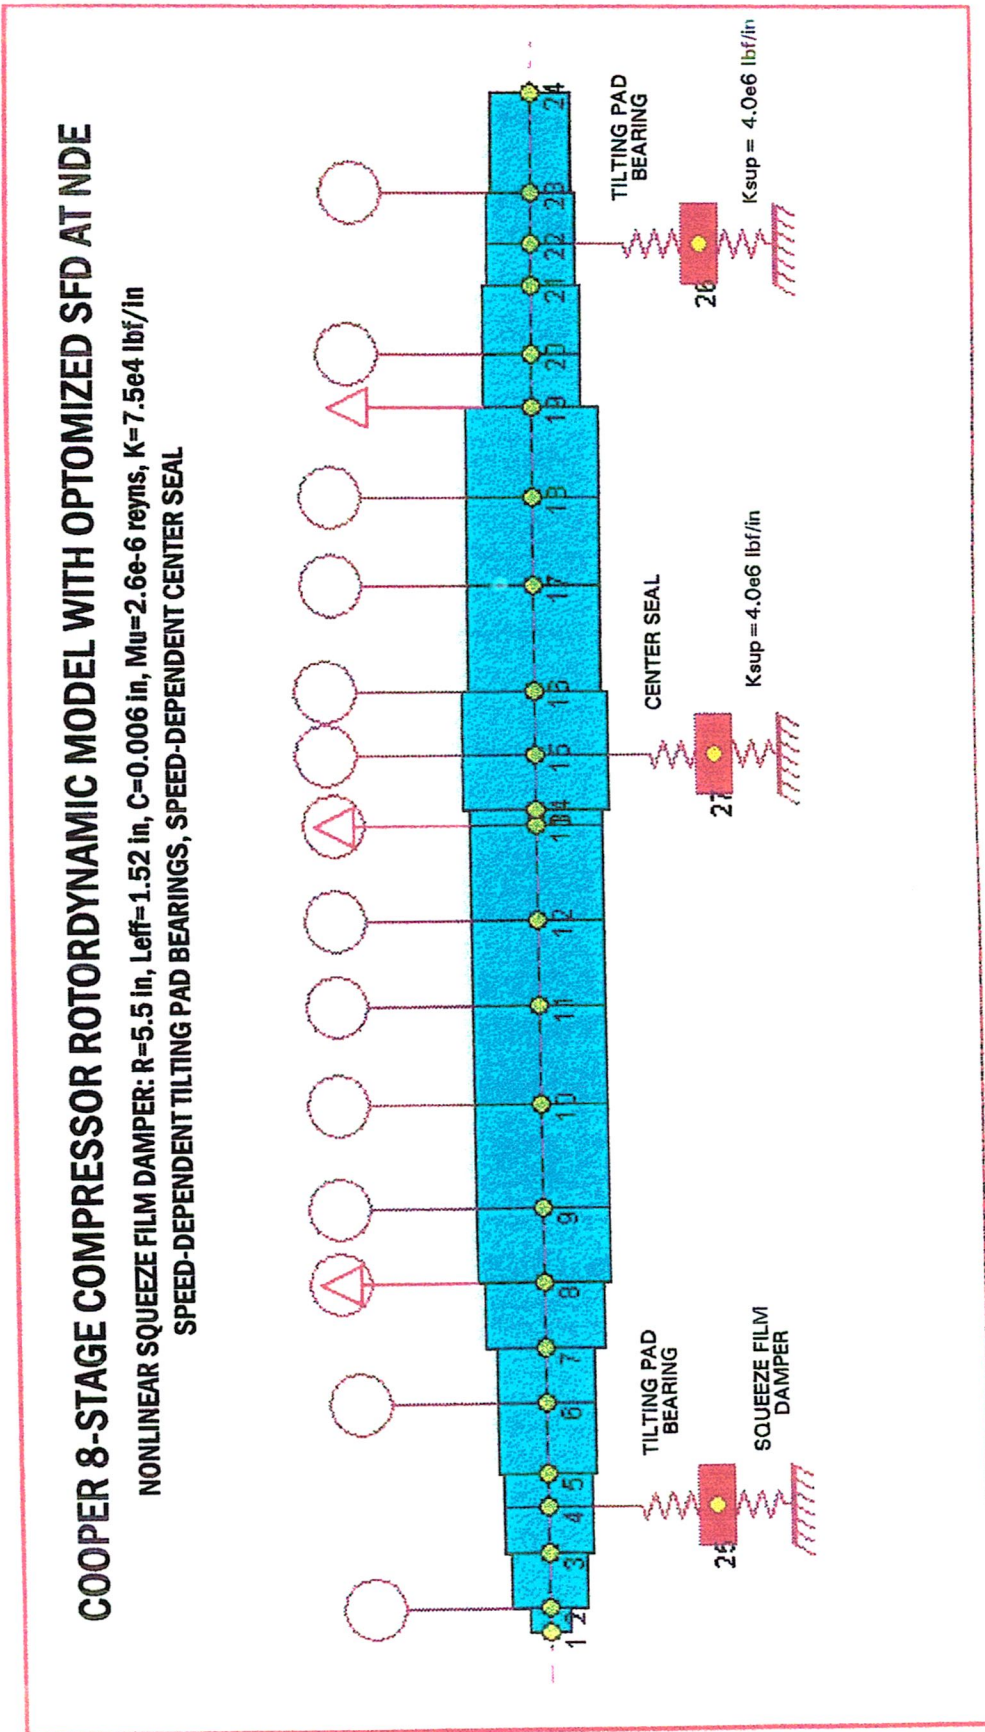 COOPER 8-STAGE COMPRESSOR ROTORDYNAMIC MODEL WITH OPTOMIZED SFD AT NDE
NONLINEAR SQUEEZE FILM DAMPER: R=5.5 in, Leff=1.52 in, C=0.006 in, Mu=2.6e-6 reyns, K=7.5e4 lbf/in
SPEED-DEPENDENT TILTING PAD BEARINGS, SPEED-DEPENDENT CENTER SEAL
1
2
3
4
5
6
7
8
9
10
11
12
13
14
15
16
17
18
19
20
21
22
23
24
TILTING PAD
BEARING
25
SQUEEZE FILM
DAMPER
CENTER SEAL
27
Ksup=4.0e6 lbf/in
TILTING PAD
BEARING
26
Ksup = 4.0e6 lbf/in